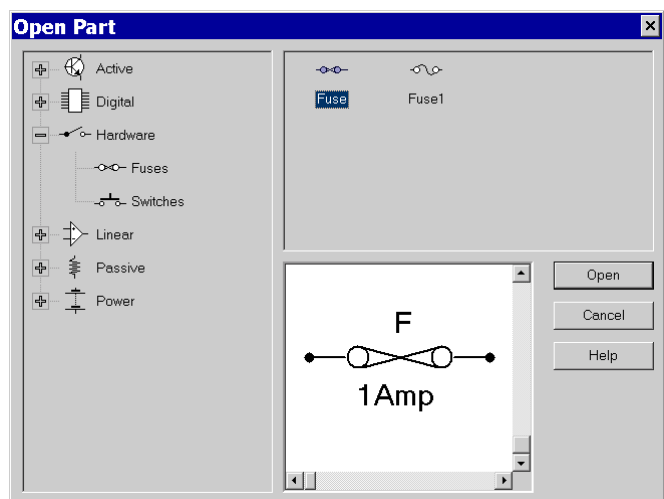 Open Part
Active
Digital
Hardware
Fuses
Switches
Linear
Passive
Power
Fuse Fuse1
F
1Amp
Open
Cancel
Help